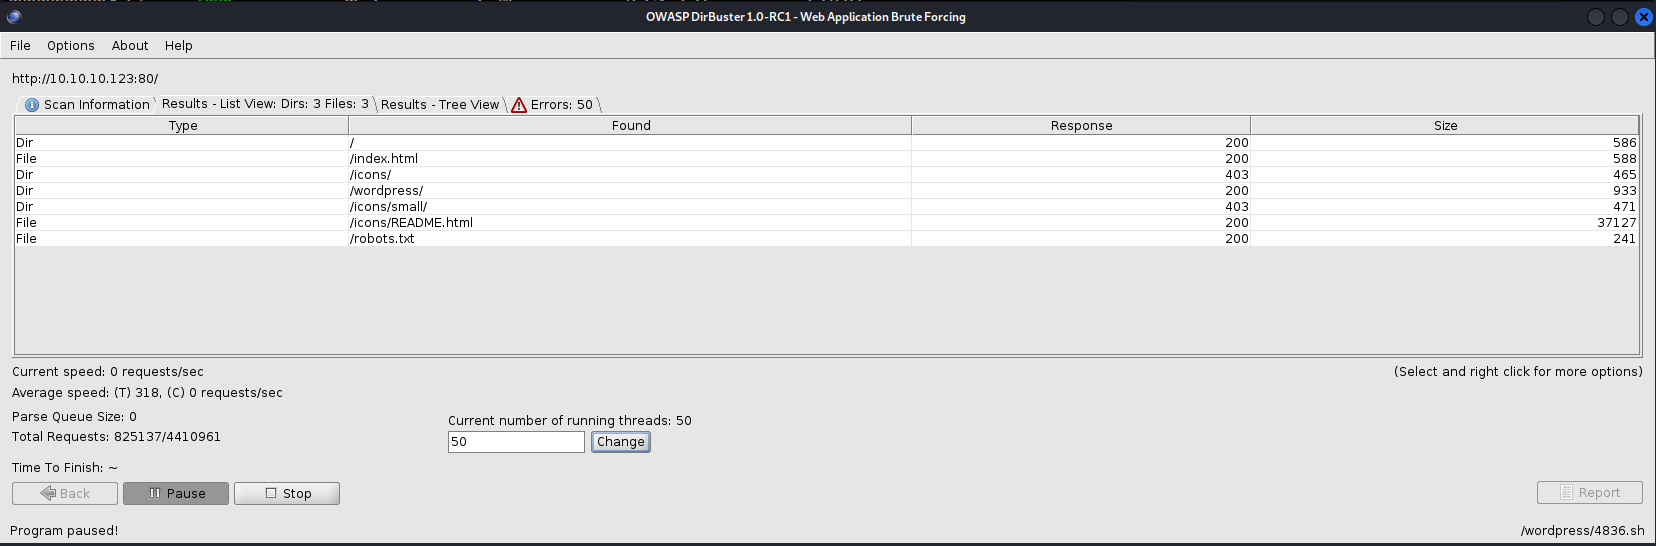 OWASP DirBuster 1.0-RC1 - Web Application Brute Forcing
File Options About Help
http://10.10.10.123:80/
Scan Information Results - List View: Dirs: 3 Files: 3 Results - Tree View Errors: 50
Type Found Response Size
Dir / 200 586
File /index.html 200 588
Dir /icons/ 403 465
Dir /wordpress/ 200 933
Dir /icons/small/ 403 471
File /icons/README.html 200 37127
File /robots.txt 200 241
Current speed: 0 requests/sec (Select and right click for more options)
Average speed: (T) 318, (C) 0 requests/sec
Parse Queue Size: 0
Current number of running threads: 50
Total Requests: 825137/4410961
50 Change
Time To Finish: ~
Back Pause Stop Report
Program paused! /wordpress/4836.sh